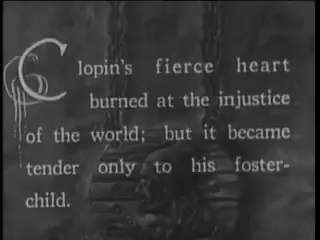 Clopin's fierce heart
burned at the injustice
of the world; but it became
tender only to his foster-
child.